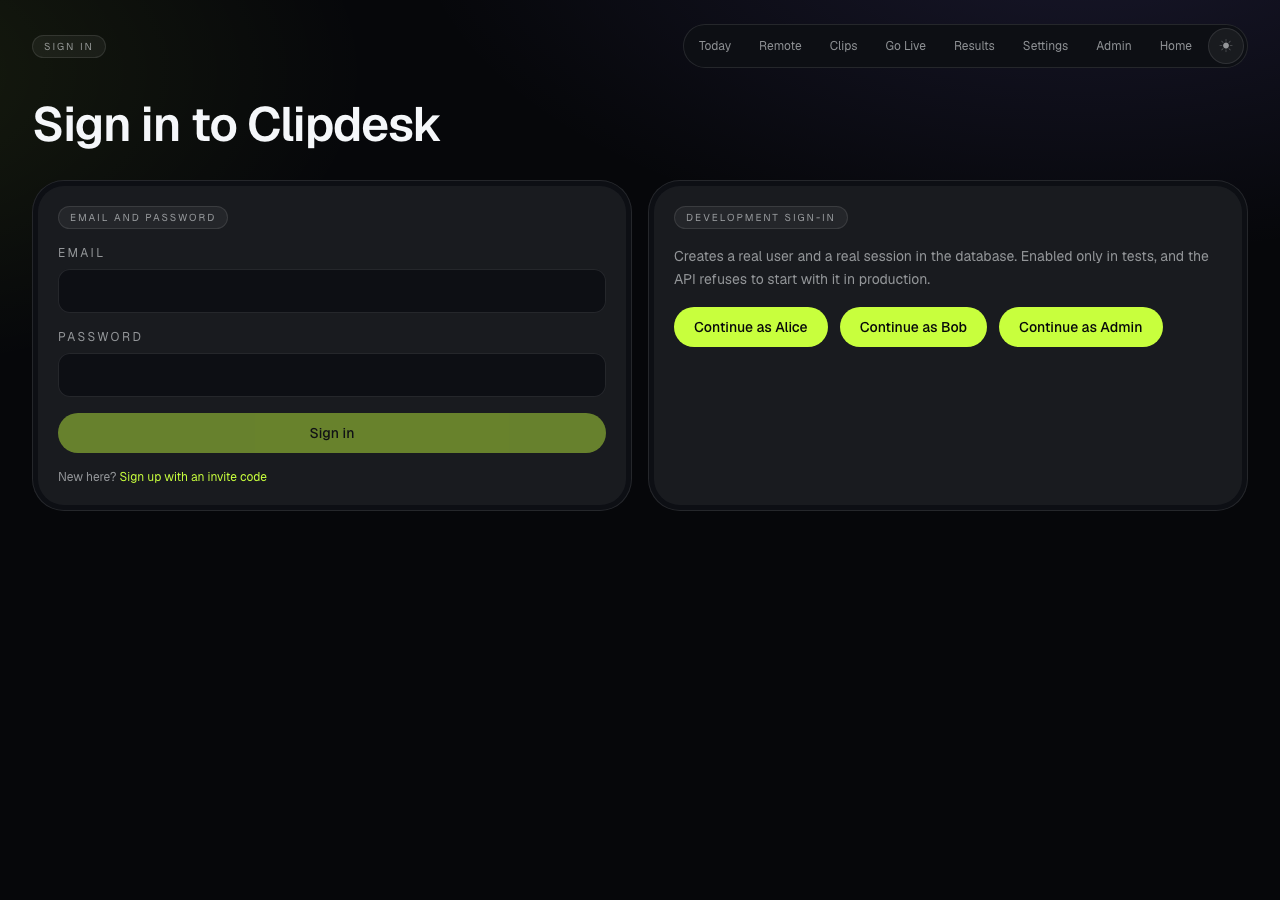 SIGN IN
Today Remote Clips Go Live Results Settings Admin Home
Sign in to Clipdesk
EMAIL AND PASSWORD
EMAIL
PASSWORD
Sign in
New here? Sign up with an invite code
DEVELOPMENT SIGN-IN
Creates a real user and a real session in the database. Enabled only in tests, and the
API refuses to start with it in production.
Continue as Alice Continue as Bob Continue as Admin